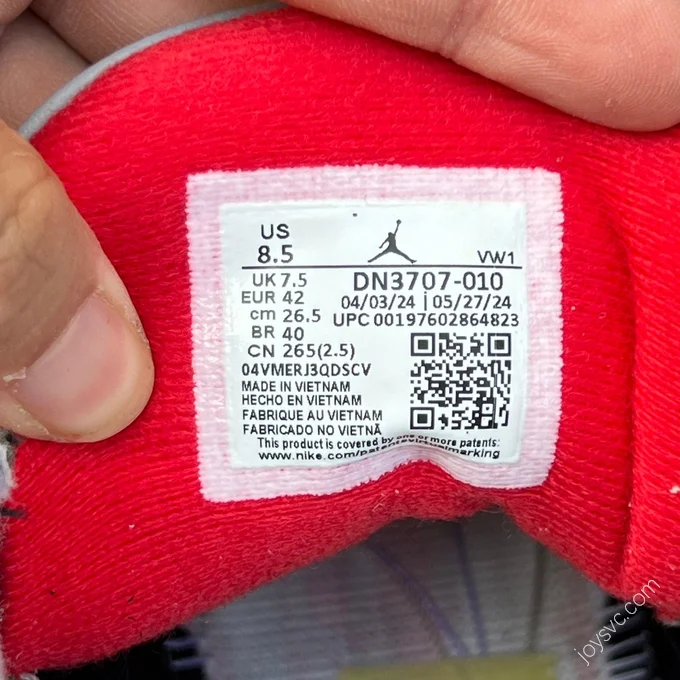 US
8.5
VW1
UK 7.5
DN3707-010
EUR 42
04/03/24 | 05/27/24
cm 26.5
UPC 00197602864823
BR 40
CN 265(2.5)
04VMERJ3QDSCV
MADE IN VIETNAM
HECHO EN VIETNAM
FABRIQUE AU VIETNAM
FABRICADO NO VIETNÃ
This product is covered by one or more patents:
www.nike.com/patentsvirtualmarking
joysvc.com